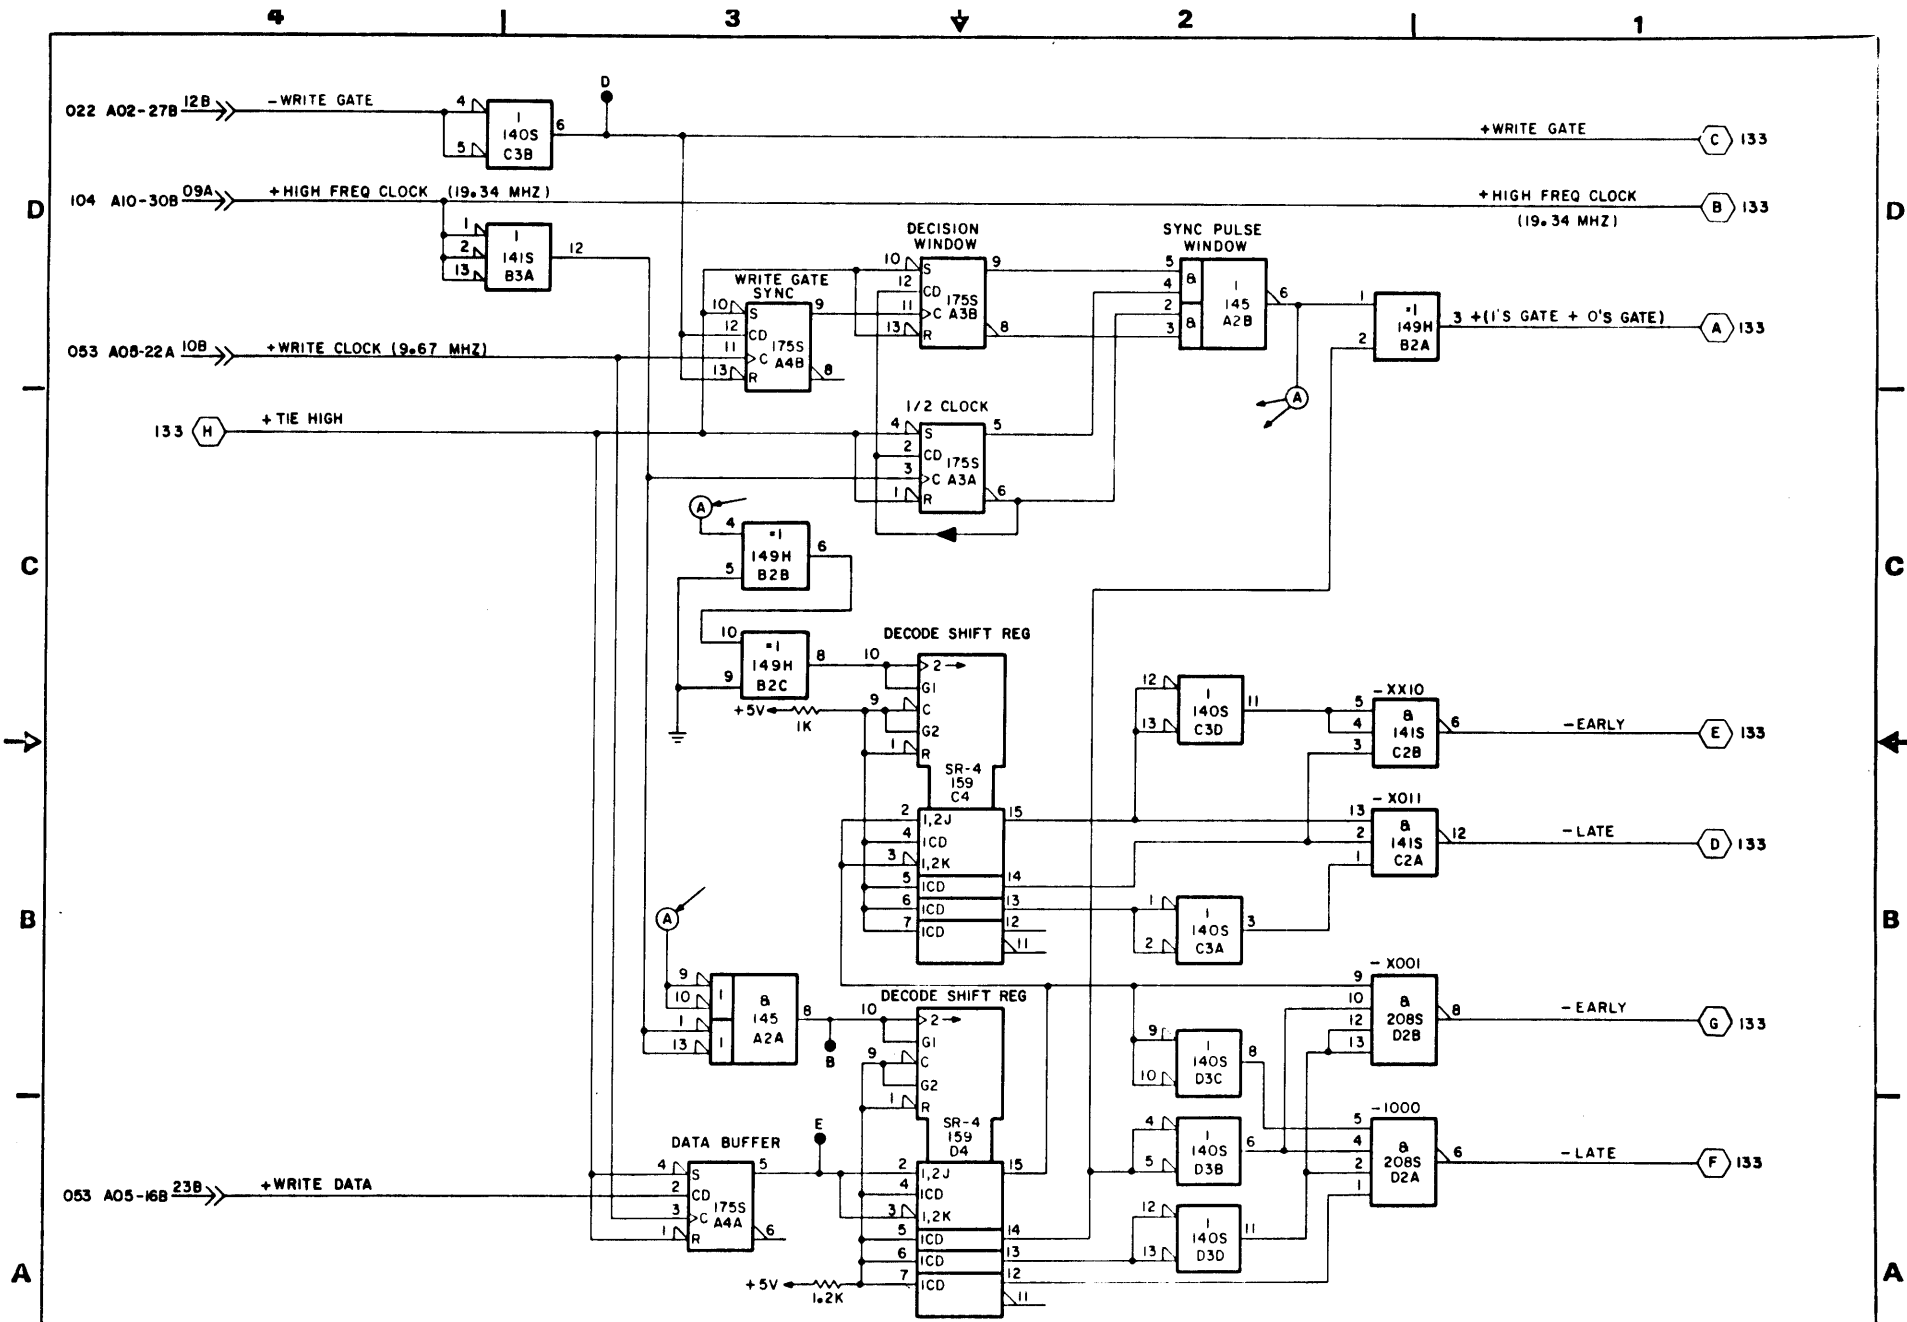 4 3 2 1
D
C
B
A
D
C
B
A
022 A02-27B 12B -WRITE GATE
4
5
1
140S
C3B
6
D
+WRITE GATE
C 133
104 A10-30B 09A +HIGH FREQ CLOCK (19.34 MHZ)
+HIGH FREQ CLOCK
(19.34 MHZ)
B 133
1
2
13
1
141S
B3A
12
WRITE GATE
SYNC
10 S
12 CD
11 C
13 R
175S
A4B
9
8
DECISION
WINDOW
10 S
12 CD
11 C
13 R
175S
A3B
9
8
SYNC PULSE
WINDOW
5
4
2
3
&
&
1
145
A2B
6
A
1
2
=1
149H
B2A
3 +(1'S GATE + 0'S GATE)
A 133
053 A05-22A 10B +WRITE CLOCK (9.67 MHZ)
133 H +TIE HIGH
1/2 CLOCK
4 S
2 CD
3 C
1 R
175S
A3A
5
6
A
4
5
=1
149H
B2B
6
10
9
=1
149H
B2C
8
+5V
1K
DECODE SHIFT REG
10 2
G1
9 C
G2
1 R
SR-4
159
C4
2 1,2J
4 1CD
3 1,2K
5 1CD
6 1CD
7 1CD
15
14
13
12
11
12
13
1
140S
C3D
11
-XX10
5
4
3
&
141S
C2B
6
-EARLY
E 133
-X011
13
2
1
&
141S
C2A
12
-LATE
D 133
1
2
1
140S
C3A
3
A
9
10
1
13
1
1
&
145
A2A
8
B
DECODE SHIFT REG
10 2
G1
9 C
G2
1 R
SR-4
159
D4
2 1,2J
4 1CD
3 1,2K
5 1CD
6 1CD
7 1CD
15
14
13
12
11
9
10
1
140S
D3C
8
-X001
9
10
12
13
&
208S
D2B
8
-EARLY
G 133
4
5
1
140S
D3B
6
-1000
5
4
2
1
&
208S
D2A
6
-LATE
F 133
12
13
1
140S
D3D
11
053 A05-16B 23B +WRITE DATA
DATA BUFFER
4 S
2 CD
3 C
1 R
175S
A4A
5
6
E
+5V
1.2K